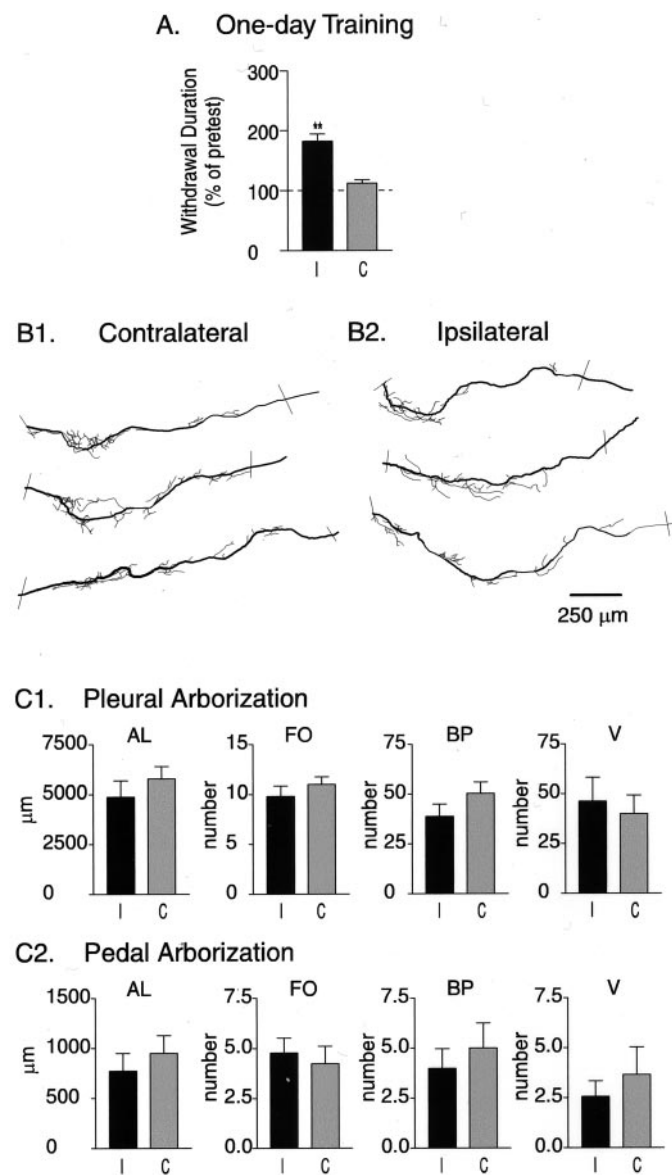 A. One-day Training
Withdrawal Duration
(% of pretest)
300
200
100
0
**
I C
B1. Contralateral
B2. Ipsilateral
250 μm
C1. Pleural Arborization
AL
μm
7500
5000
2500
0
I C
FO
number
15
10
5
0
I C
BP
number
75
50
25
0
I C
V
number
75
50
25
0
I C
C2. Pedal Arborization
AL
μm
1500
1000
500
0
I C
FO
number
7.5
5.0
2.5
0.0
I C
BP
number
7.5
5.0
2.5
0.0
I C
V
number
7.5
5.0
2.5
0.0
I C